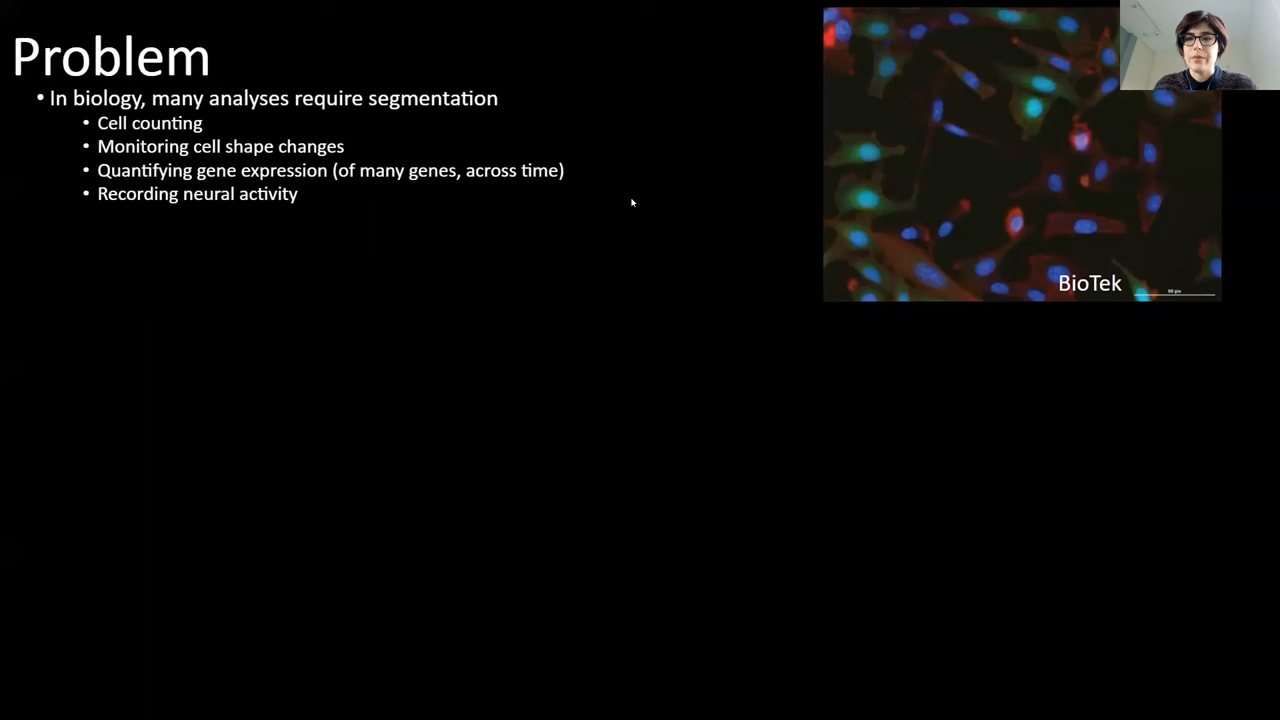 Problem
• In biology, many analyses require segmentation
• Cell counting
• Monitoring cell shape changes
• Quantifying gene expression (of many genes, across time)
• Recording neural activity
BioTek